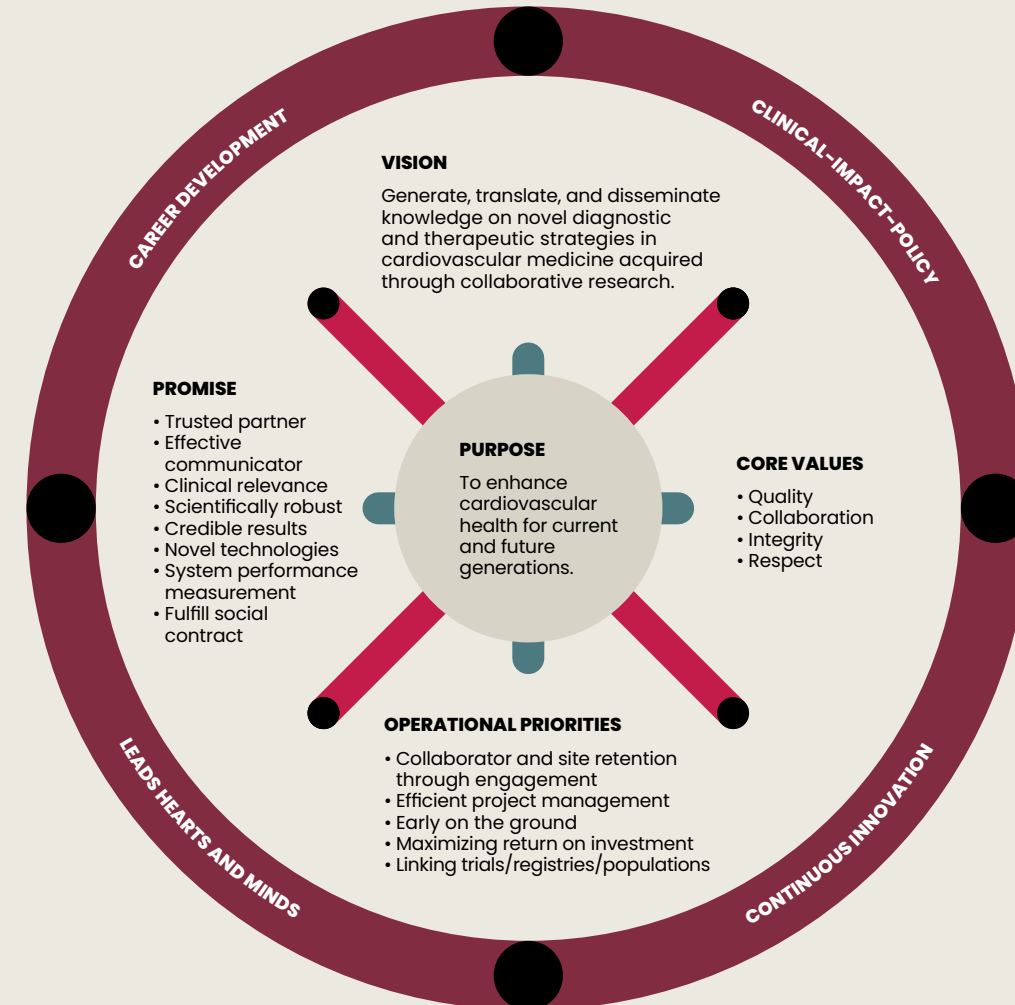 CAREER DEVELOPMENT
CLINICAL-IMPACT-POLICY
VISION
Generate, translate, and disseminate
knowledge on novel diagnostic
and therapeutic strategies in
cardiovascular medicine acquired
through collaborative research.
PROMISE
• Trusted partner
• Effective
communicator
• Clinical relevance
• Scientifically robust
• Credible results
• Novel technologies
• System performance
measurement
• Fulfill social
contract
PURPOSE
To enhance
cardiovascular
health for current
and future
generations.
CORE VALUES
• Quality
• Collaboration
• Integrity
• Respect
OPERATIONAL PRIORITIES
• Collaborator and site retention
through engagement
• Efficient project management
• Early on the ground
• Maximizing return on investment
• Linking trials/registries/populations
LEADS HEARTS AND MINDS
CONTINUOUS INNOVATION